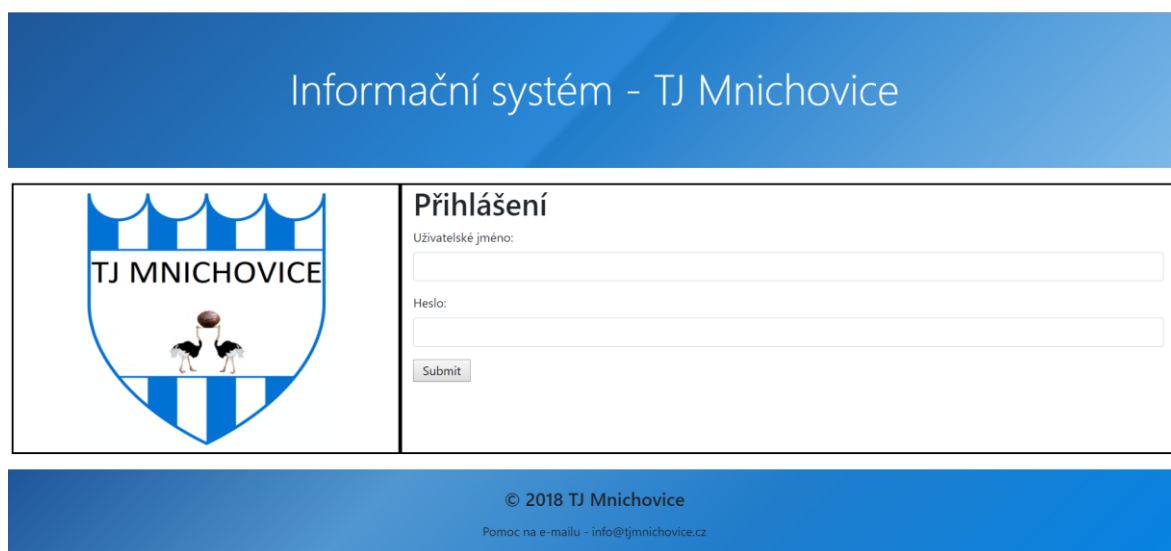 Informační systém - TJ Mnichovice
TJ MNICHOVICE
Přihlášení
Uživatelské jméno:
Heslo:
Submit
© 2018 TJ Mnichovice
Pomoc na e-mailu - info@tjmnichovice.cz